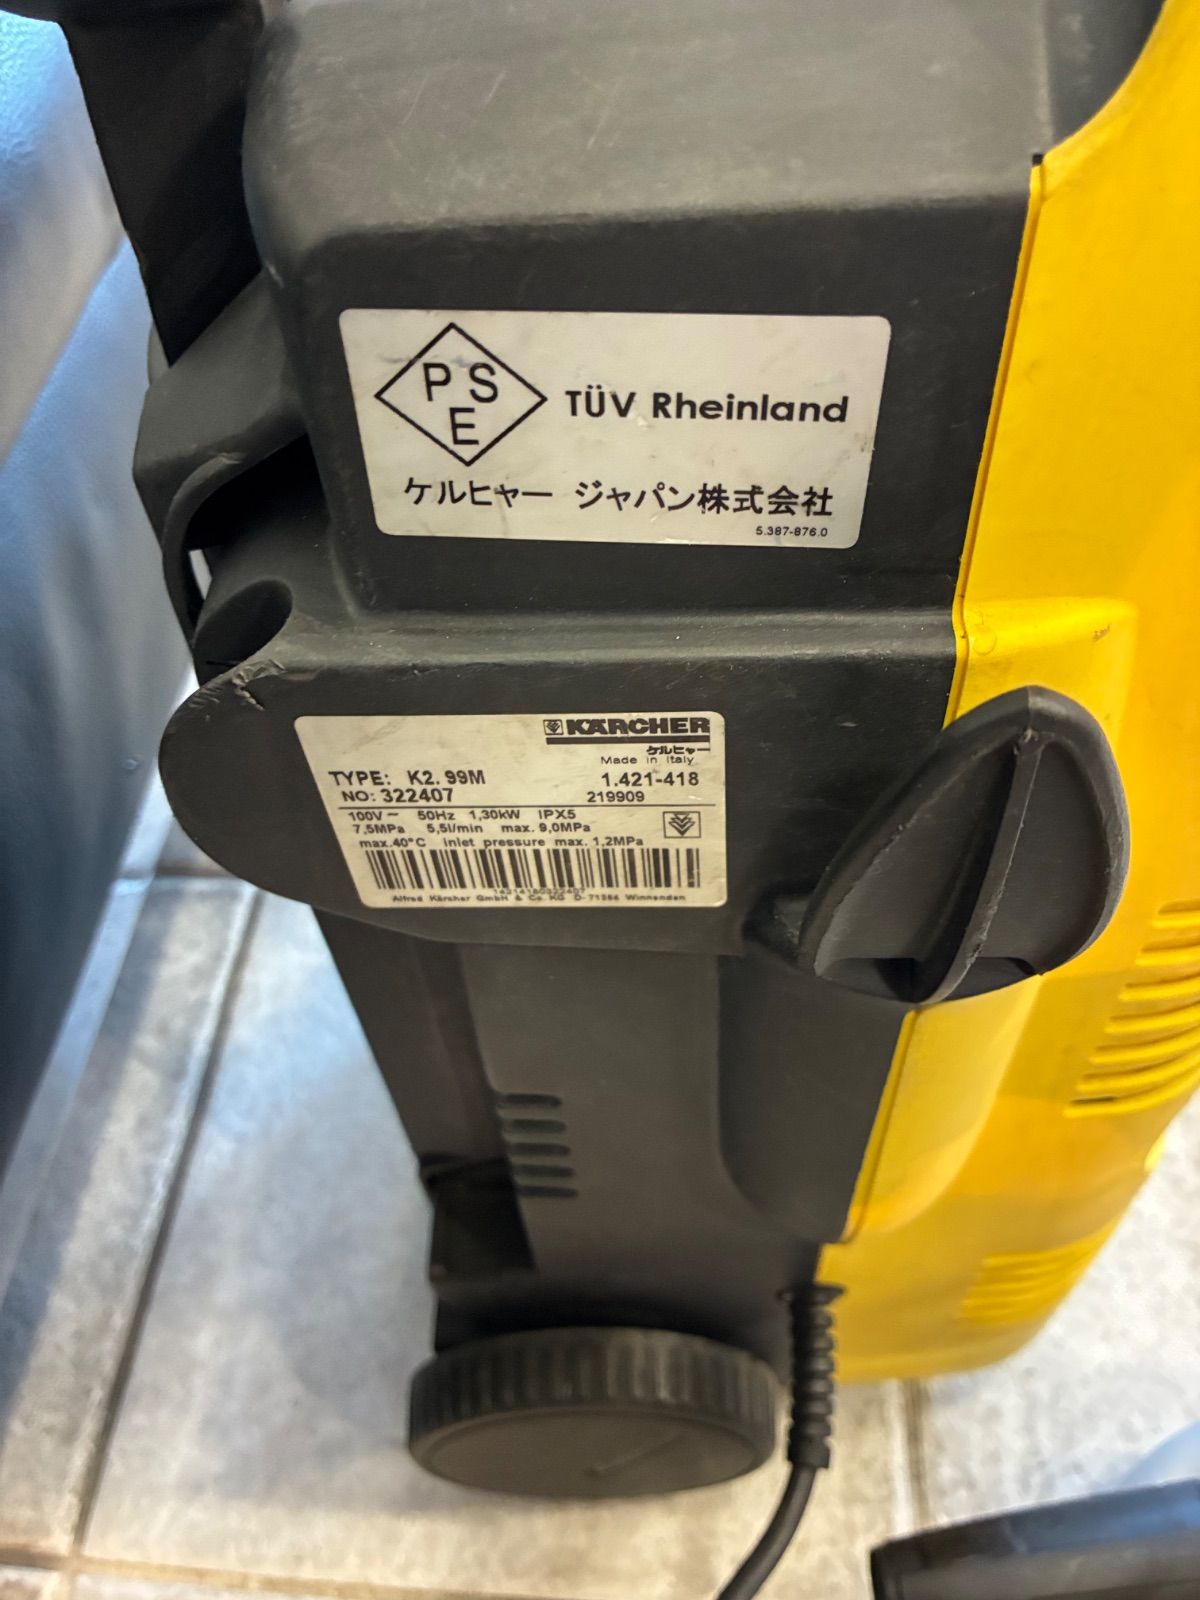 PS
E
TÜV Rheinland
ケルヒャー ジャパン株式会社
5.387-876.0
KÄRCHER
ケルヒャー
Made in Italy
TYPE: K2. 99M 1.421-418
NO: 322407 219909
100V~ 50Hz 1,30kW IPX5
7,5MPa 5,5l/min max. 9,0MPa
max.40°C inlet pressure max. 1,2MPa
14214180322407
Alfred Kärcher GmbH & Co. KG D-71364 Winnenden